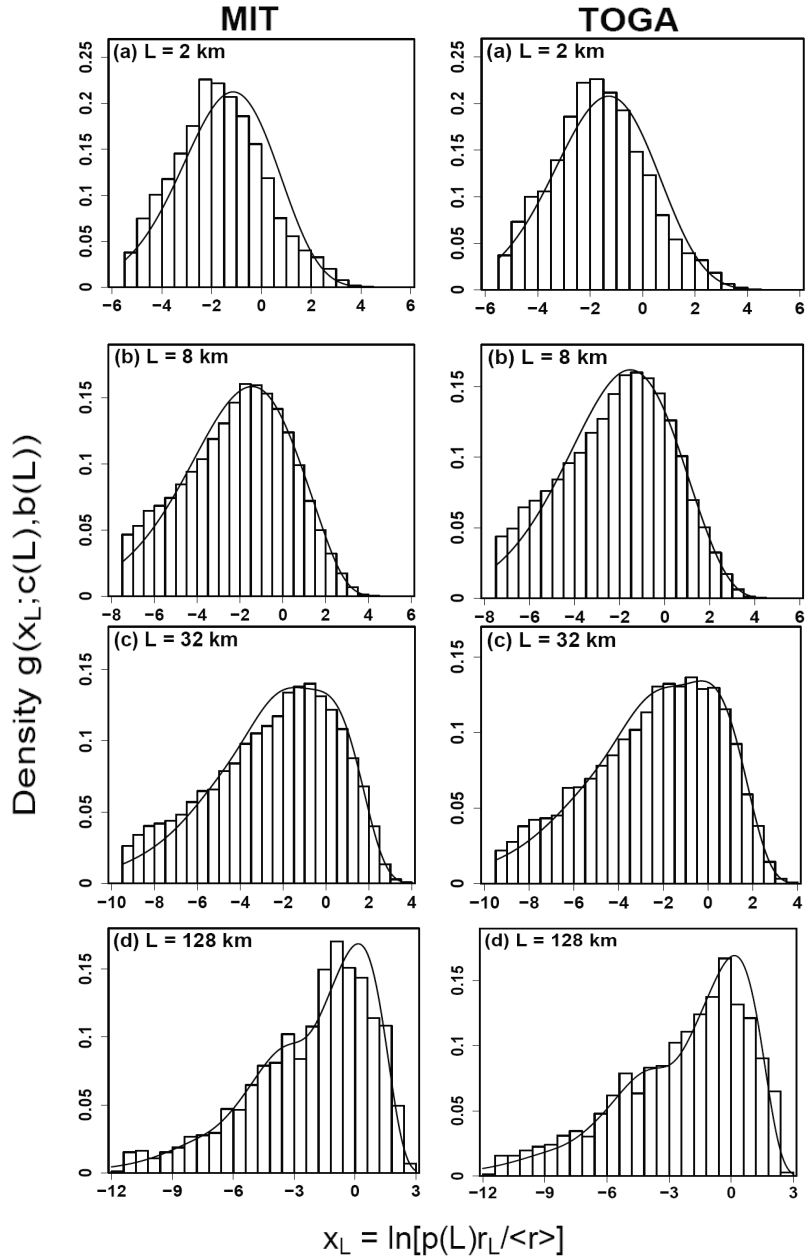 MIT TOGA
(a) L = 2 km
0 0.05 0.1 0.15 0.2 0.25
−6 −4 −2 0 2 4 6
(a) L = 2 km
0 0.05 0.1 0.15 0.2 0.25
−6 −4 −2 0 2 4 6
(b) L = 8 km
0 0.05 0.1 0.15
−8 −6 −4 −2 0 2 4 6
(b) L = 8 km
0 0.05 0.1 0.15
−8 −6 −4 −2 0 2 4 6
(c) L = 32 km
0 0.05 0.1 0.15
−10 −8 −6 −4 −2 0 2 4
(c) L = 32 km
0 0.05 0.1 0.15
−10 −8 −6 −4 −2 0 2 4
(d) L = 128 km
0 0.05 0.1 0.15
−12 −9 −6 −3 0 3
(d) L = 128 km
0 0.05 0.1 0.15
−12 −9 −6 −3 0 3
Density g(x_L;c(L),b(L))
x_L = ln[p(L)r_L/<r>]